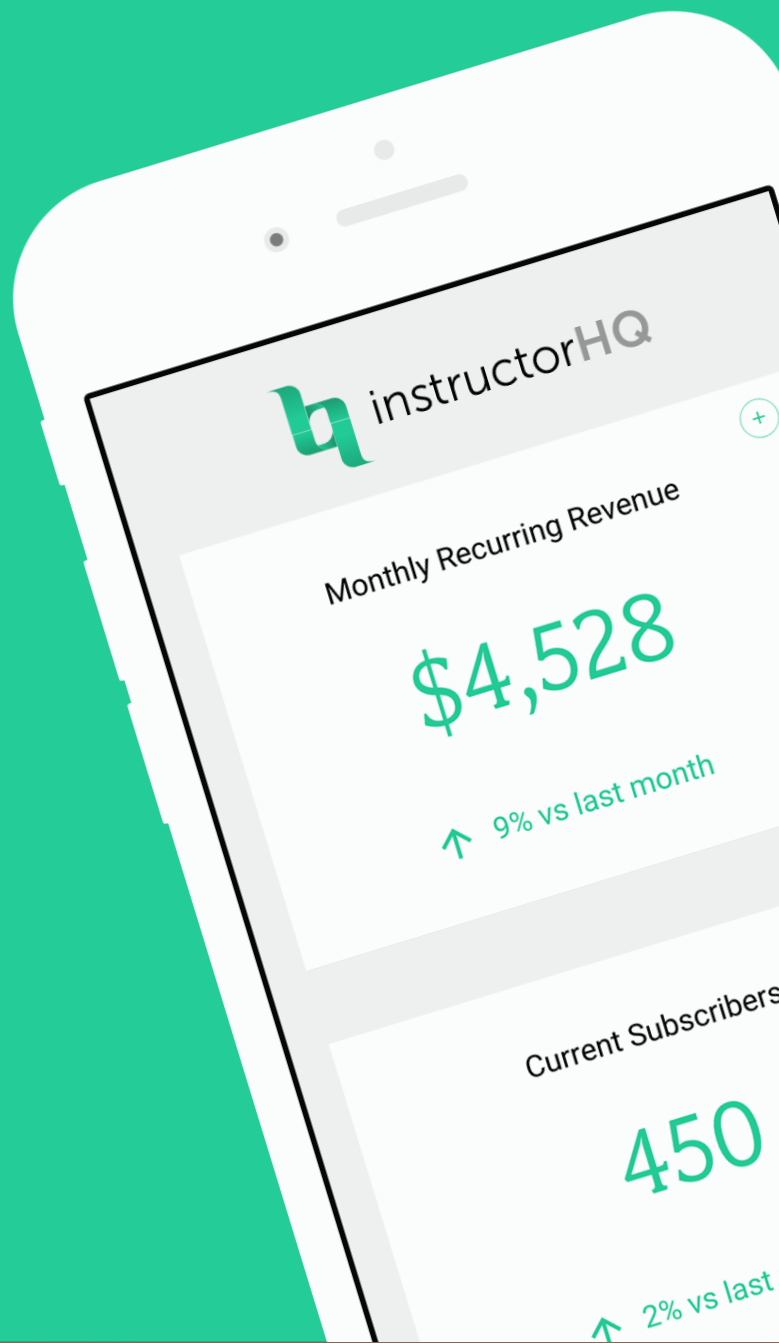 instructorHQ
+
Monthly Recurring Revenue
$4,528
↑ 9% vs last month
Current Subscribers
450
↑ 2% vs last